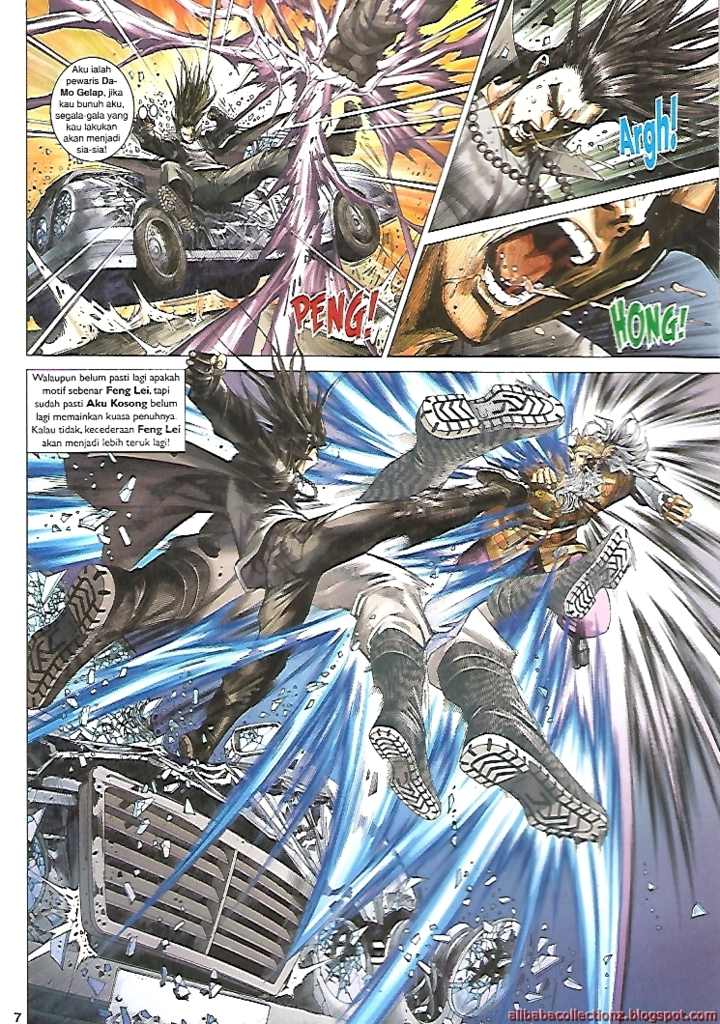 Aku ialah
pewaris Da-
Mo Gelap, jika
kau bunuh aku,
segala-gala yang
kau lakukan
akan menjadi
sia-sia!
Argh!
PENG!
HONG!
Walaupun belum pasti lagi apakah
motif sebenar Feng Lei, tapi
sudah pasti Aku Kosong belum
lagi memainkan kuasa penuhnya.
Kalau tidak, kecederaan Feng Lei
akan menjadi lebih teruk lagi!
7
alibabacollectionz.blogspot.com